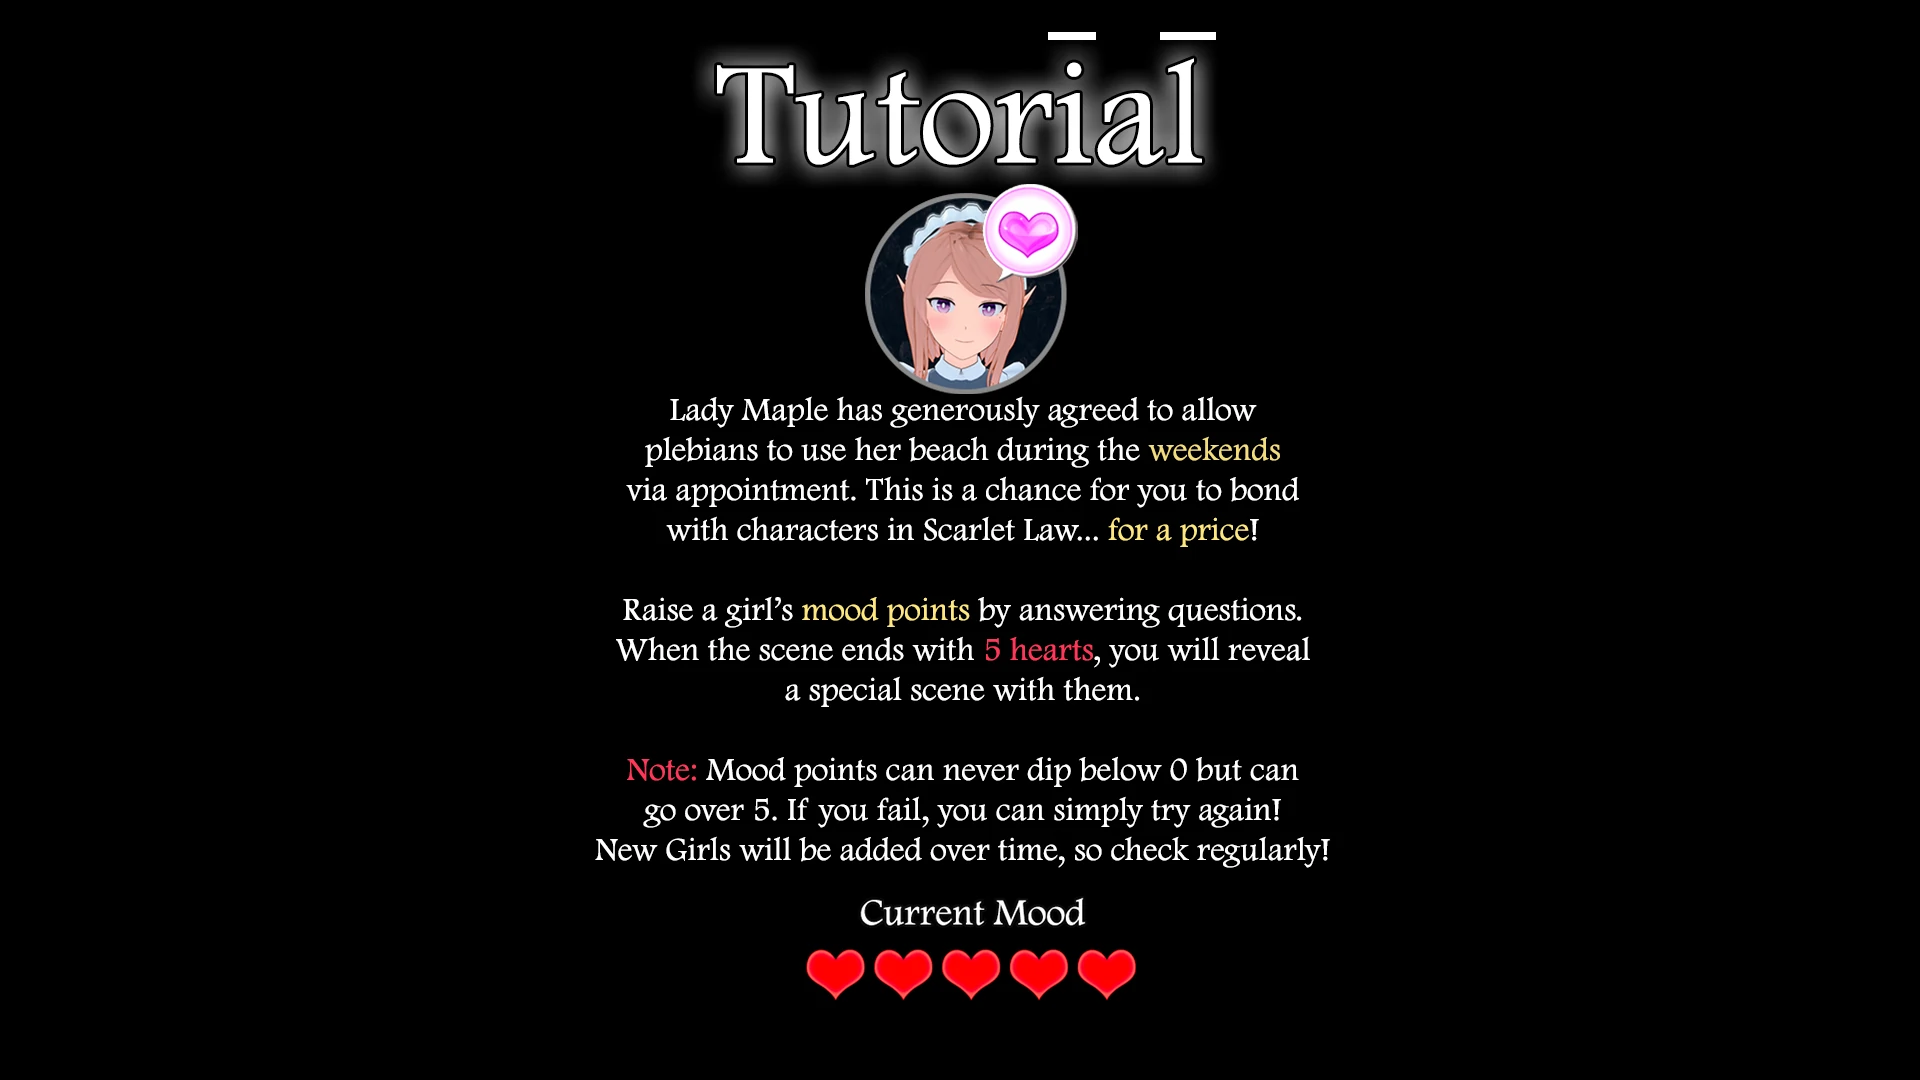 Tutorial
Lady Maple has generously agreed to allow
plebians to use her beach during the weekends
via appointment. This is a chance for you to bond
with characters in Scarlet Law... for a price!
Raise a girl’s mood points by answering questions.
When the scene ends with 5 hearts, you will reveal
a special scene with them.
Note: Mood points can never dip below 0 but can
go over 5. If you fail, you can simply try again!
New Girls will be added over time, so check regularly!
Current Mood